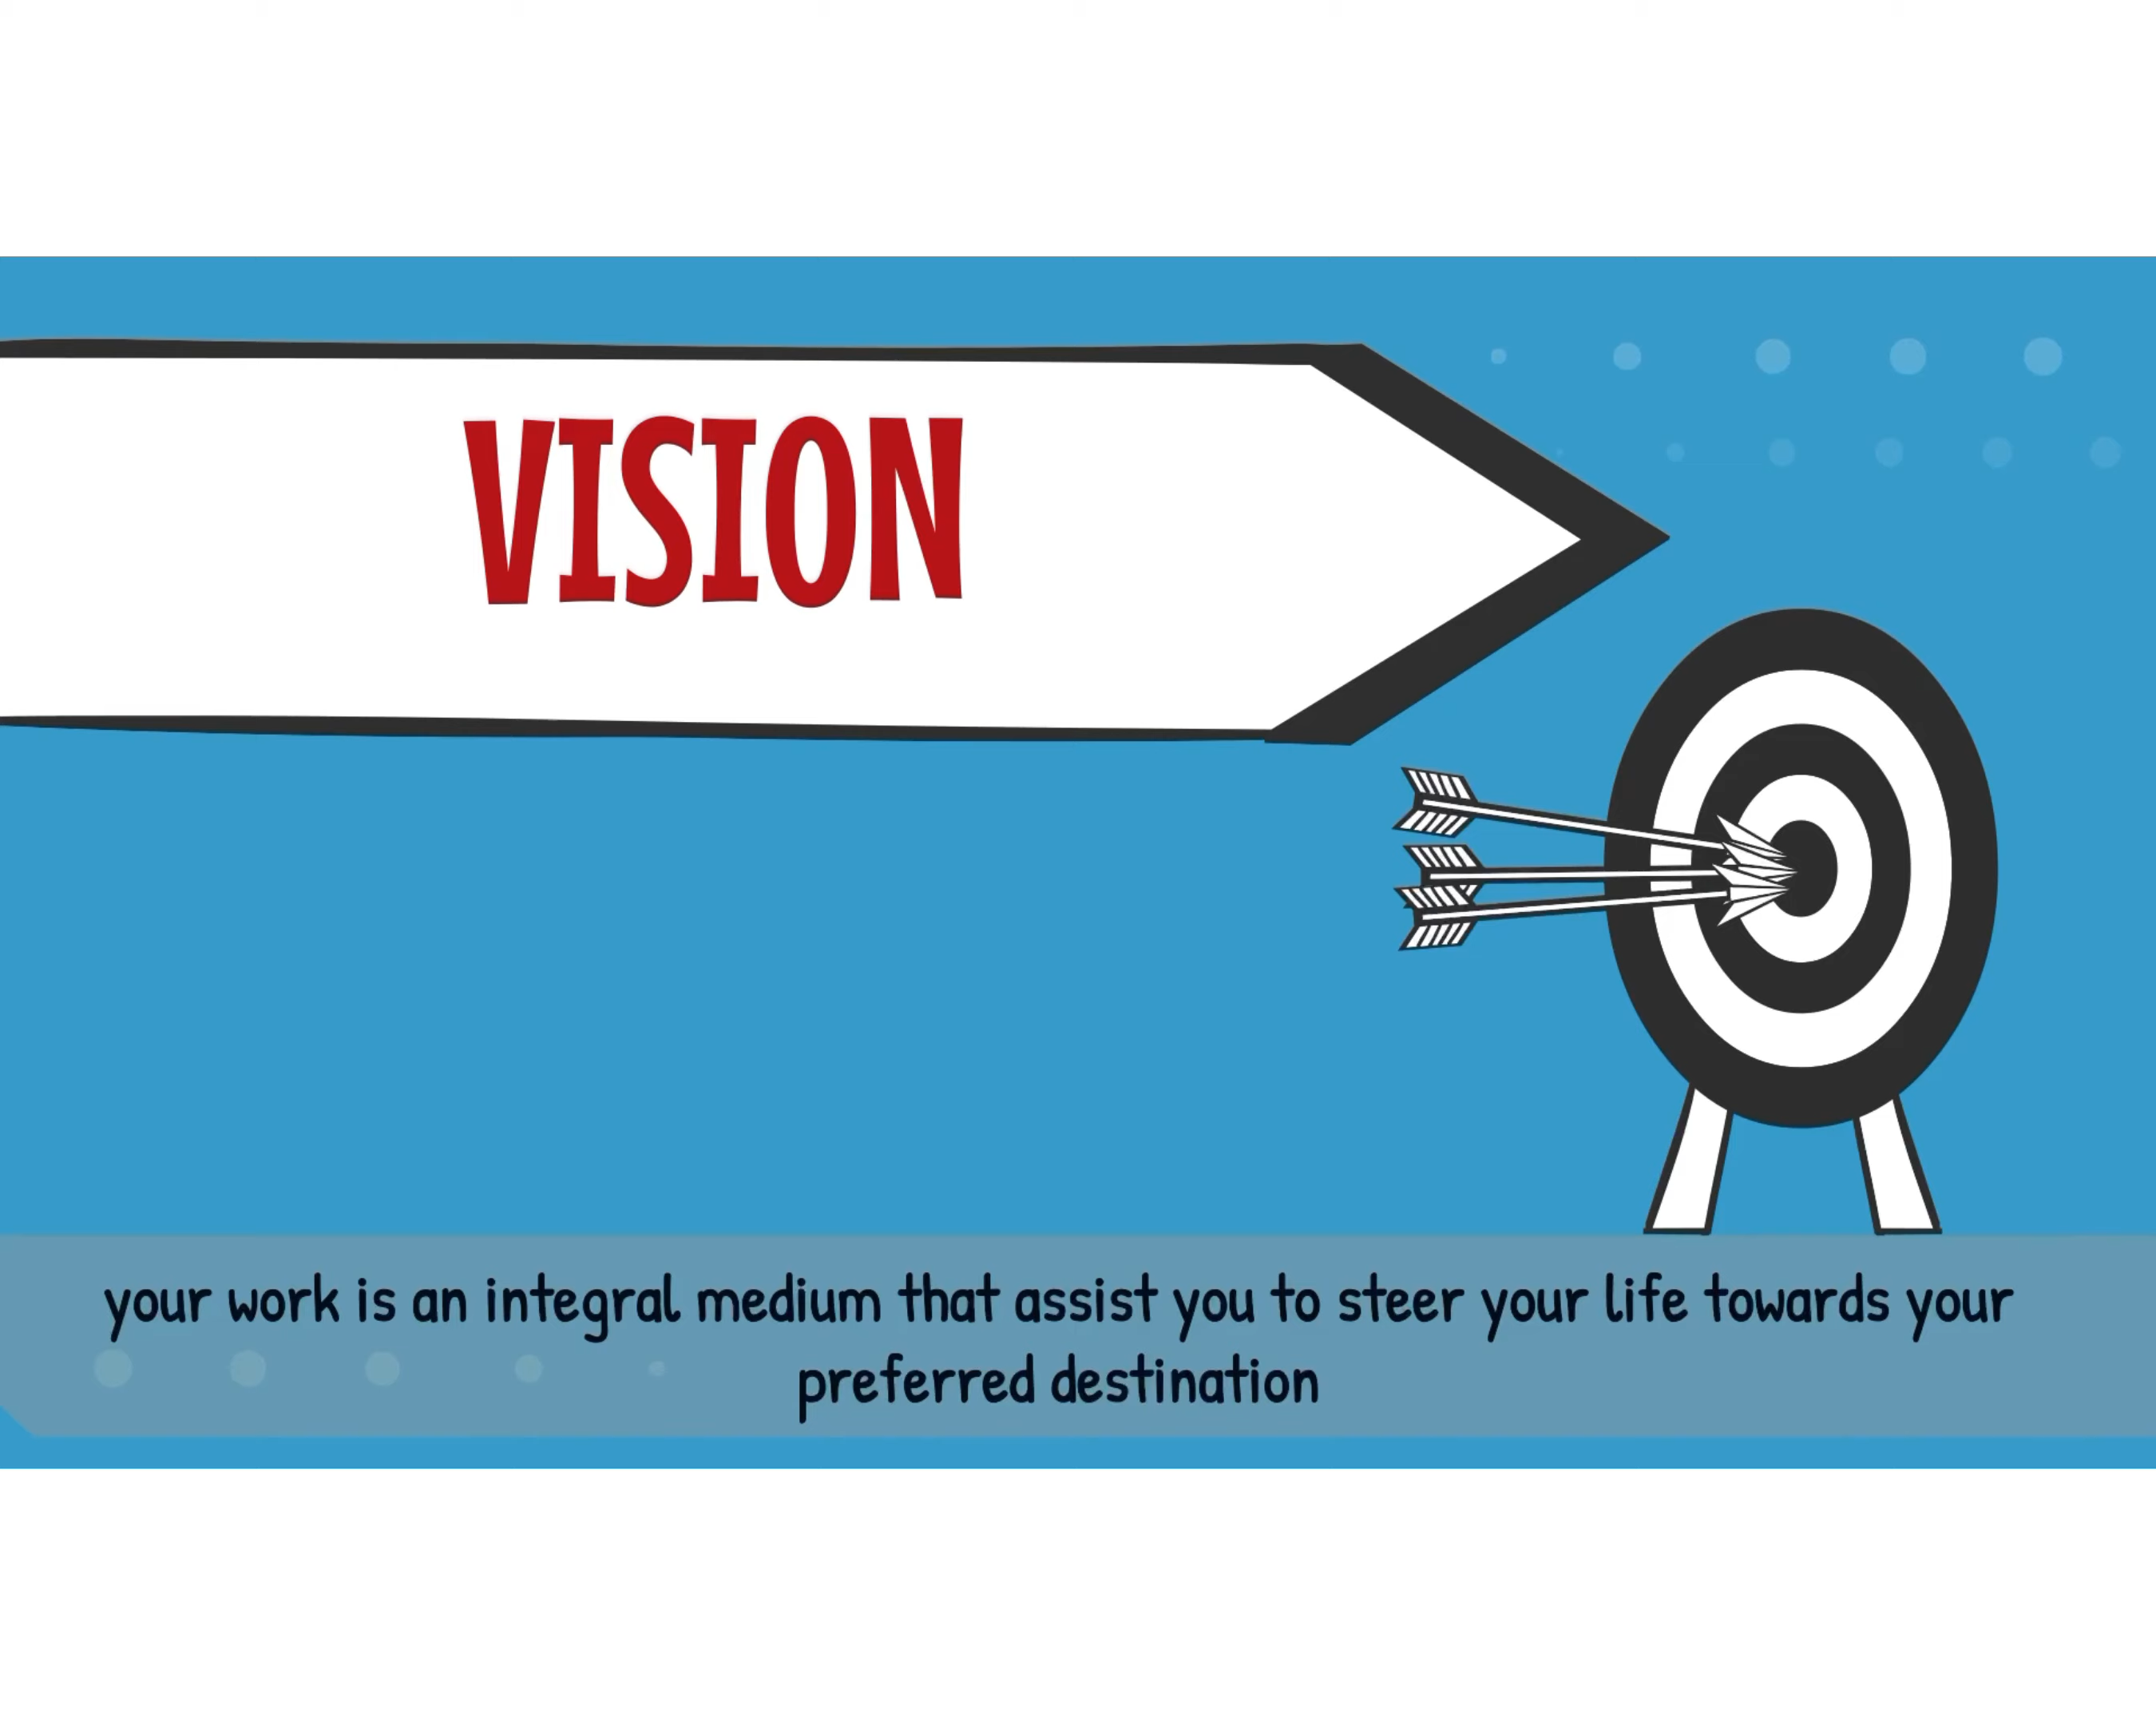 VISION
your work is an integral medium that assist you to steer your life towards your
preferred destination